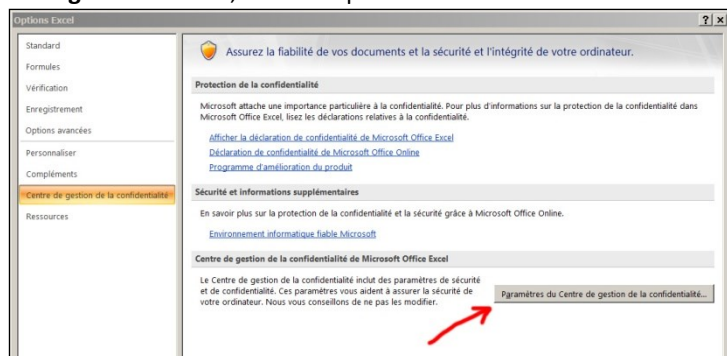 Options Excel
Standard
Formules
Vérification
Enregistrement
Options avancées
Personnaliser
Compléments
Centre de gestion de la confidentialité
Ressources
Assurez la fiabilité de vos documents et la sécurité et l'intégrité de votre ordinateur.
Protection de la confidentialité
Microsoft attache une importance particulière à la confidentialité. Pour plus d'informations sur la protection de la confidentialité dans
Microsoft Office Excel, lisez les déclarations relatives à la confidentialité.
Afficher la déclaration de confidentialité de Microsoft Office Excel
Déclaration de confidentialité de Microsoft Office Online
Programme d'amélioration du produit
Sécurité et informations supplémentaires
En savoir plus sur la protection de la confidentialité et la sécurité grâce à Microsoft Office Online.
Environnement informatique fiable Microsoft
Centre de gestion de la confidentialité de Microsoft Office Excel
Le Centre de gestion de la confidentialité inclut des paramètres de sécurité
et de confidentialité. Ces paramètres vous aident à assurer la sécurité de
votre ordinateur. Nous vous conseillons de ne pas les modifier.
Paramètres du Centre de gestion de la confidentialité...